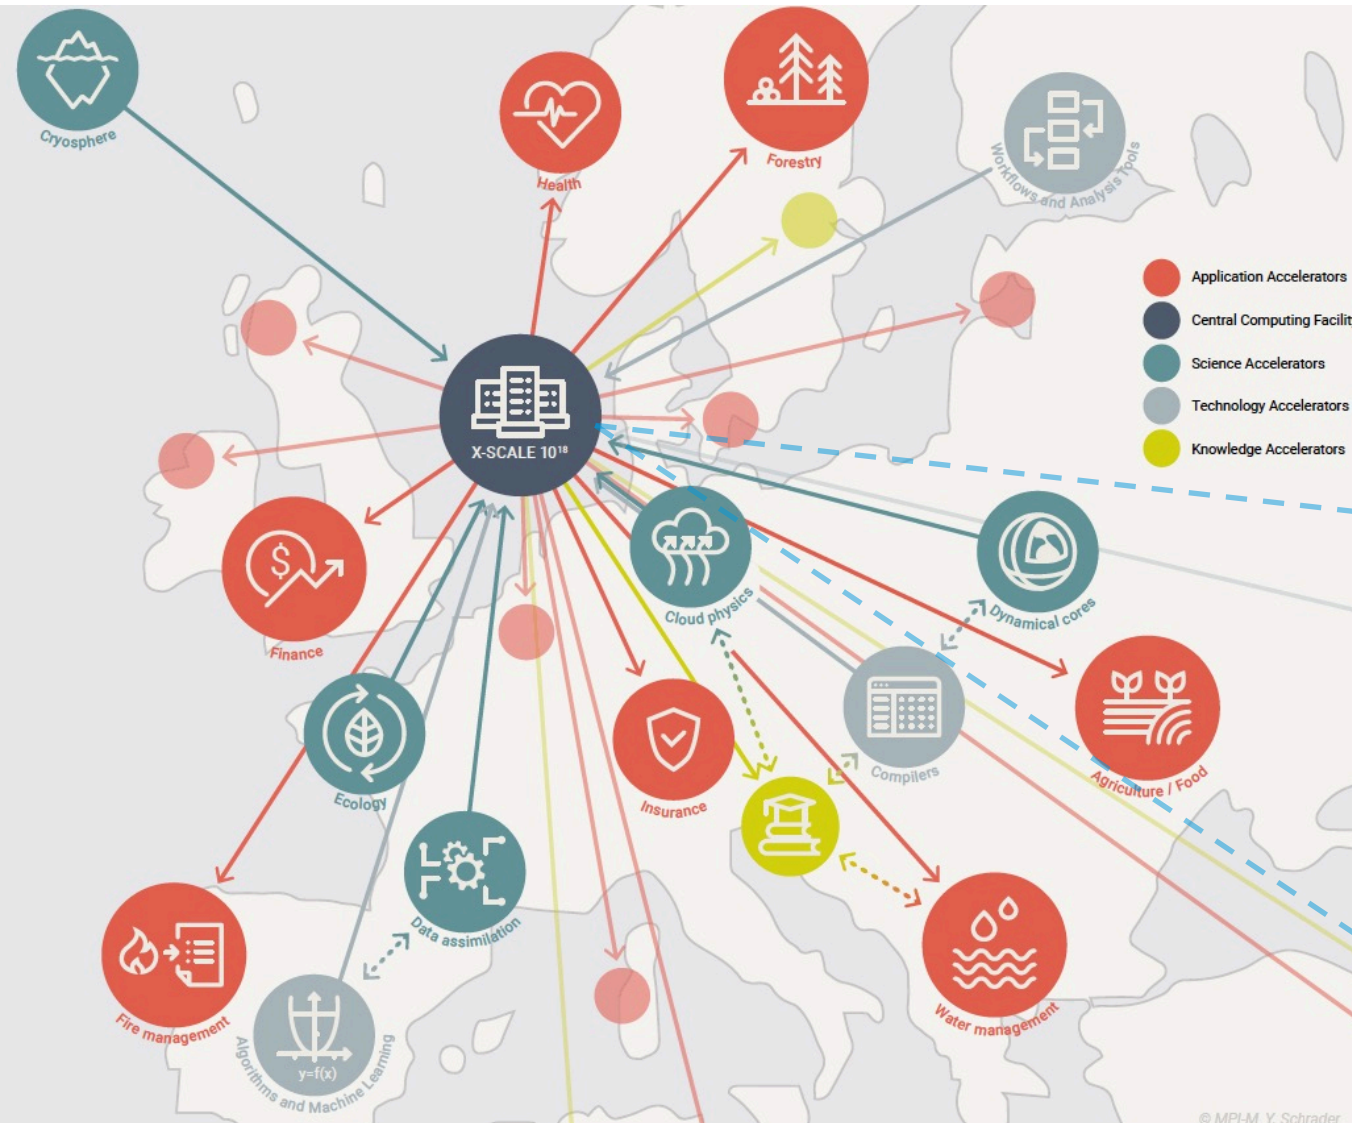 Cryosphere
Health
Forestry
Workflows and Analysis Tools
Application Accelerators
Central Computing Facilit
Science Accelerators
Technology Accelerators
Knowledge Accelerators
X-SCALE 10¹⁸
$
Finance
Cloud physics
Dynamical cores
Ecology
Insurance
Compilers
Agriculture / Food
Data assimilation
Fire management
Water management
y=f(x)
Algorithms and Machine Learning
© MPI-M, Y. Schrader